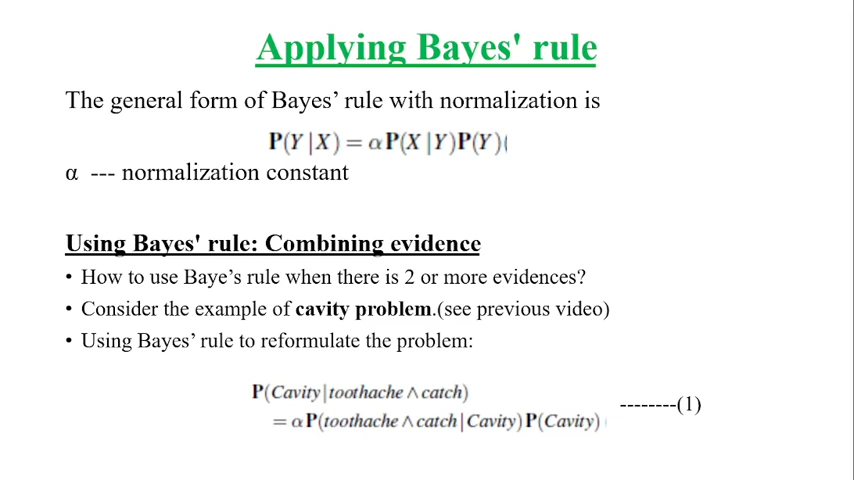 Applying Bayes' rule
The general form of Bayes’ rule with normalization is
P(Y|X) = αP(X|Y)P(Y)(
α --- normalization constant
Using Bayes' rule: Combining evidence
• How to use Baye’s rule when there is 2 or more evidences?
• Consider the example of cavity problem.(see previous video)
• Using Bayes’ rule to reformulate the problem:
P(Cavity|toothache ∧ catch)
= αP(toothache ∧ catch|Cavity)P(Cavity) --------(1)